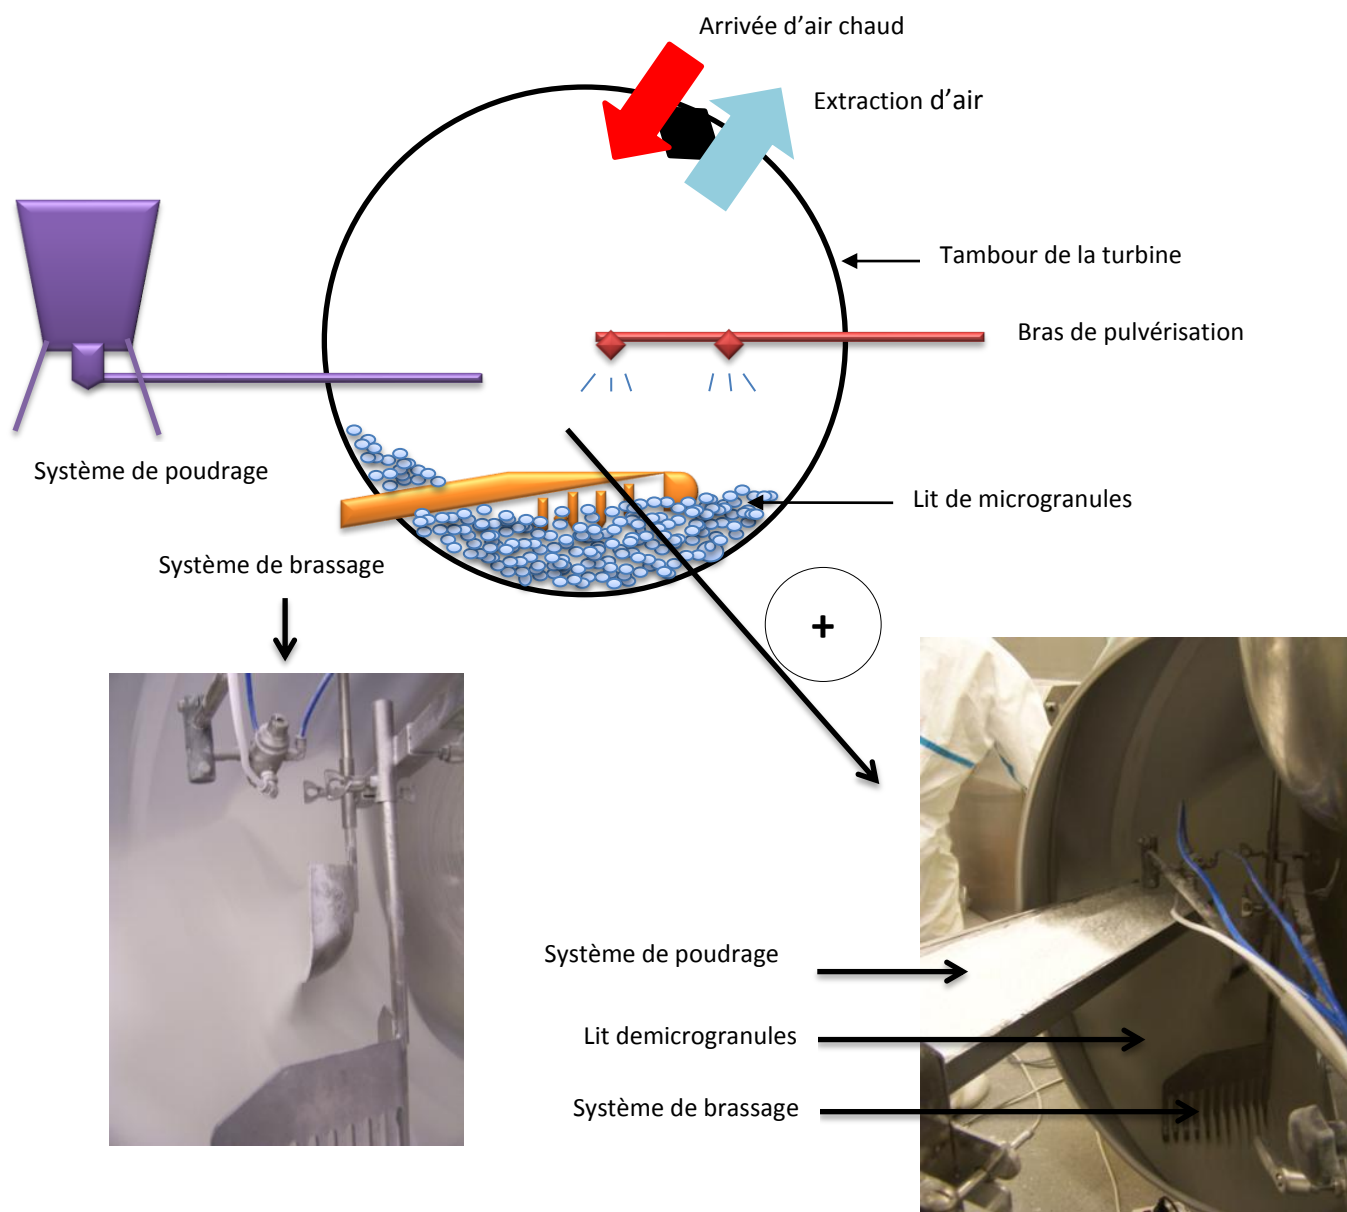 Arrivée d’air chaud
Extraction d’air
Tambour de la turbine
Bras de pulvérisation
Système de poudrage
Lit de microgranules
Système de brassage
+
Système de poudrage
Lit demicrogranules
Système de brassage